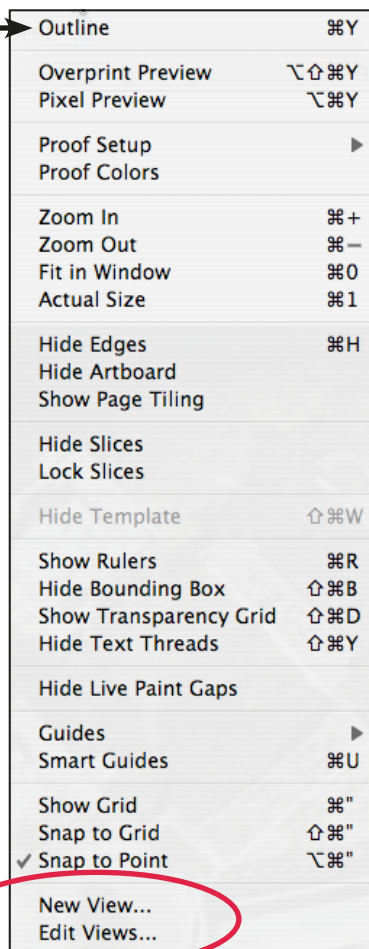 Outline ⌘Y
Overprint Preview ⌥⇧⌘Y
Pixel Preview ⌥⌘Y
Proof Setup ▶
Proof Colors
Zoom In ⌘+
Zoom Out ⌘−
Fit in Window ⌘0
Actual Size ⌘1
Hide Edges ⌘H
Hide Artboard
Show Page Tiling
Hide Slices
Lock Slices
Hide Template ⇧⌘W
Show Rulers ⌘R
Hide Bounding Box ⇧⌘B
Show Transparency Grid ⇧⌘D
Hide Text Threads ⇧⌘Y
Hide Live Paint Gaps
Guides ▶
Smart Guides ⌘U
Show Grid ⌘"
Snap to Grid ⇧⌘"
✓ Snap to Point ⌥⌘"
New View...
Edit Views...